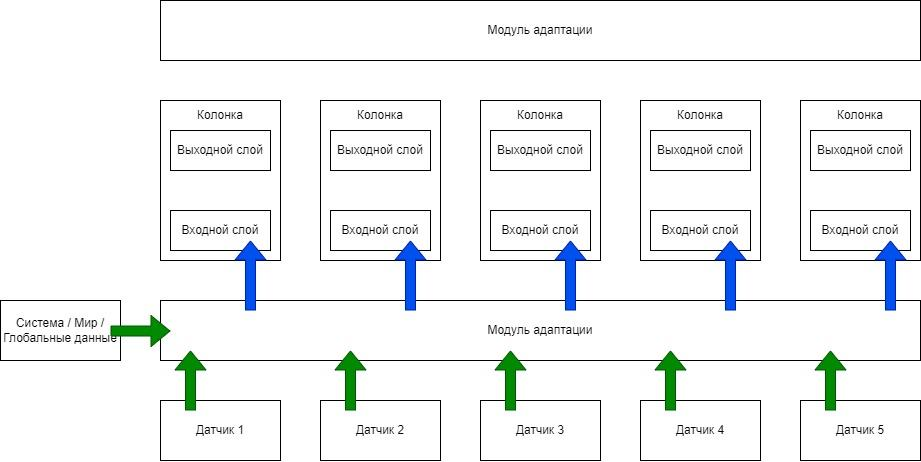 Модуль адаптации
Колонка
Колонка
Колонка
Колонка
Колонка
Выходной слой
Выходной слой
Выходной слой
Выходной слой
Выходной слой
Входной слой
Входной слой
Входной слой
Входной слой
Входной слой
Система / Мир /
Глобальные данные
Модуль адаптации
Датчик 1
Датчик 2
Датчик 3
Датчик 4
Датчик 5